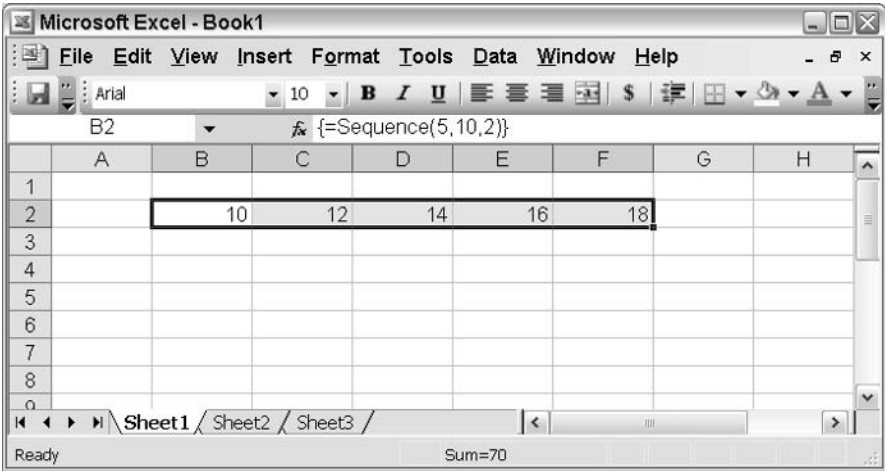 Microsoft Excel - Book1
File Edit View Insert Format Tools Data Window Help
Arial 10 B I U $ A
B2 fx {=Sequence(5,10,2)}
A B C D E F G H
1
2 10 12 14 16 18
3
4
5
6
7
8
9
Sheet1 Sheet2 Sheet3
Ready Sum=70